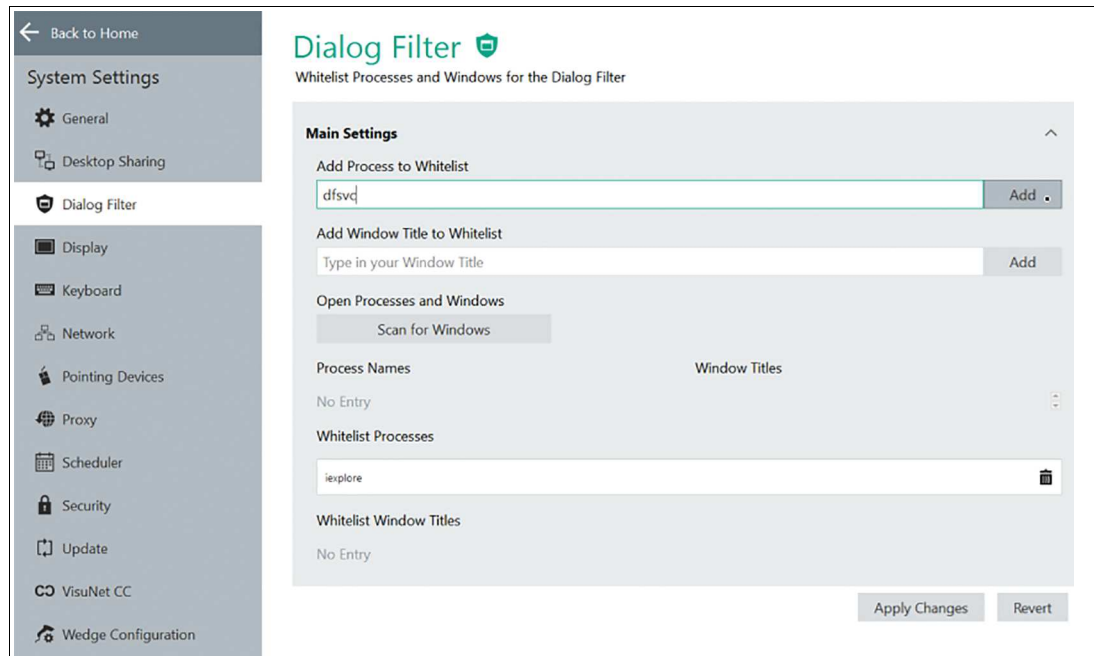 Back to Home
System Settings
General
Desktop Sharing
Dialog Filter
Display
Keyboard
Network
Pointing Devices
Proxy
Scheduler
Security
Update
VisuNet CC
Wedge Configuration
Dialog Filter
Whitelist Processes and Windows for the Dialog Filter
Main Settings
Add Process to Whitelist
dfsvc Add
Add Window Title to Whitelist
Type in your Window Title Add
Open Processes and Windows
Scan for Windows
Process Names Window Titles
No Entry
Whitelist Processes
iexplore
Whitelist Window Titles
No Entry
Apply Changes Revert